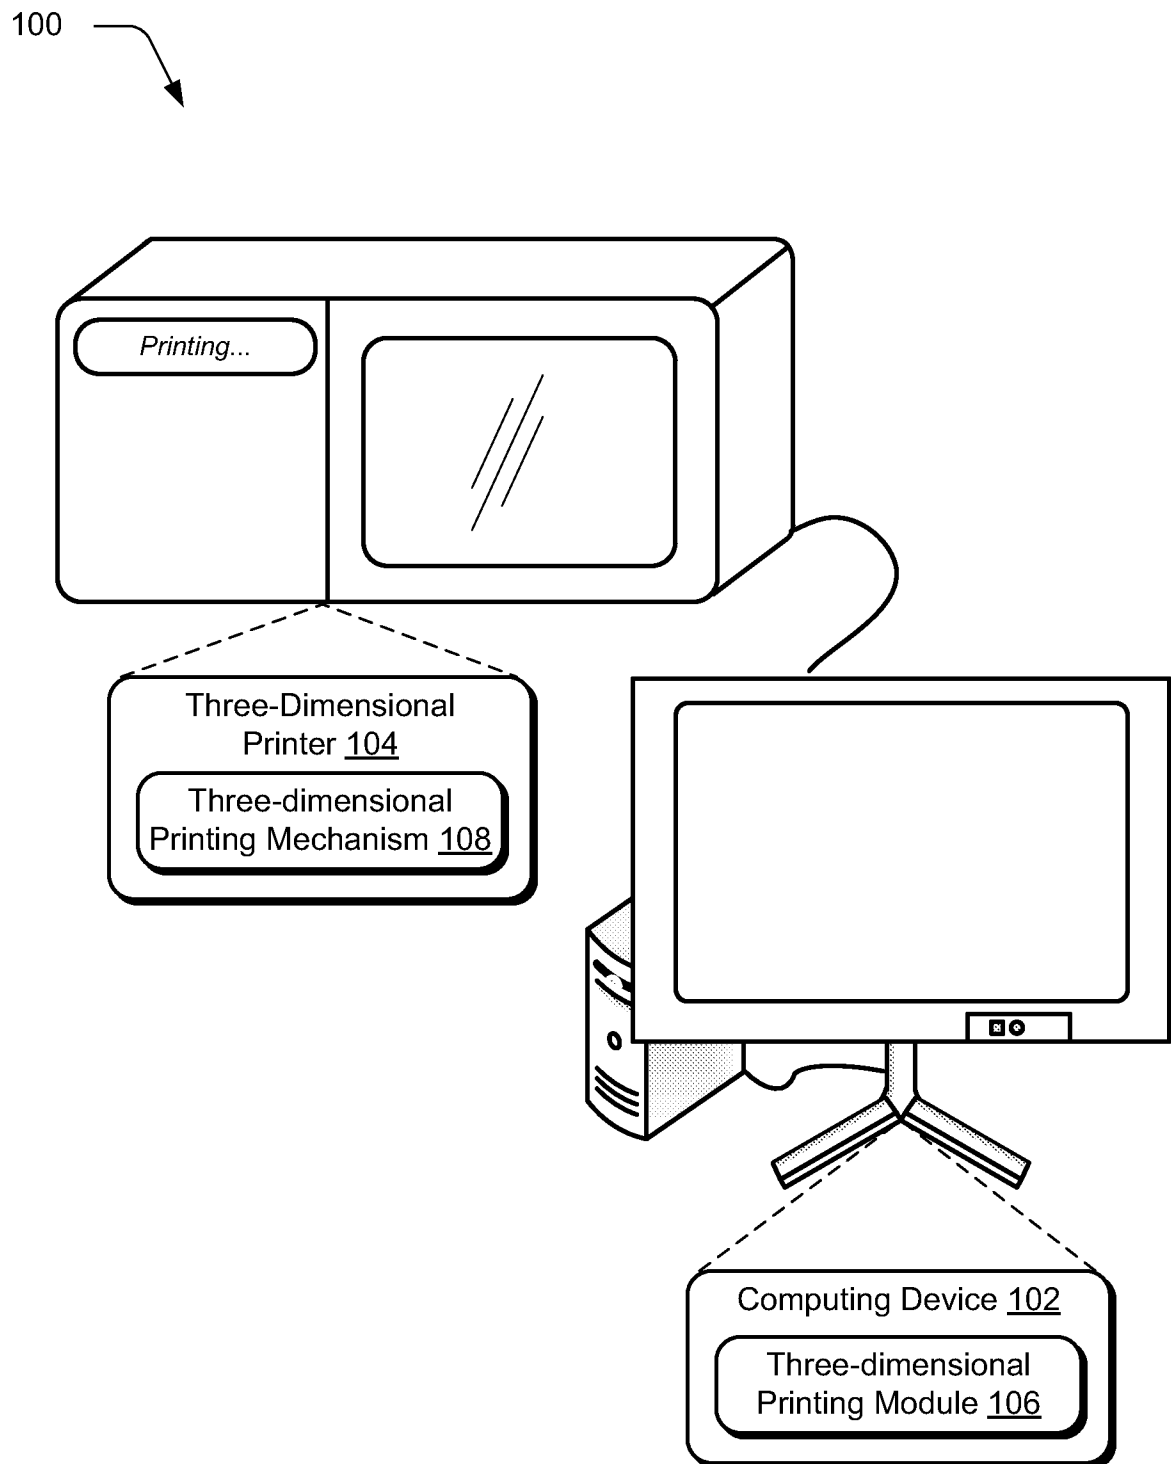 100
Printing...
Three-Dimensional
Printer 104
Three-dimensional
Printing Mechanism 108
Computing Device 102
Three-dimensional
Printing Module 106